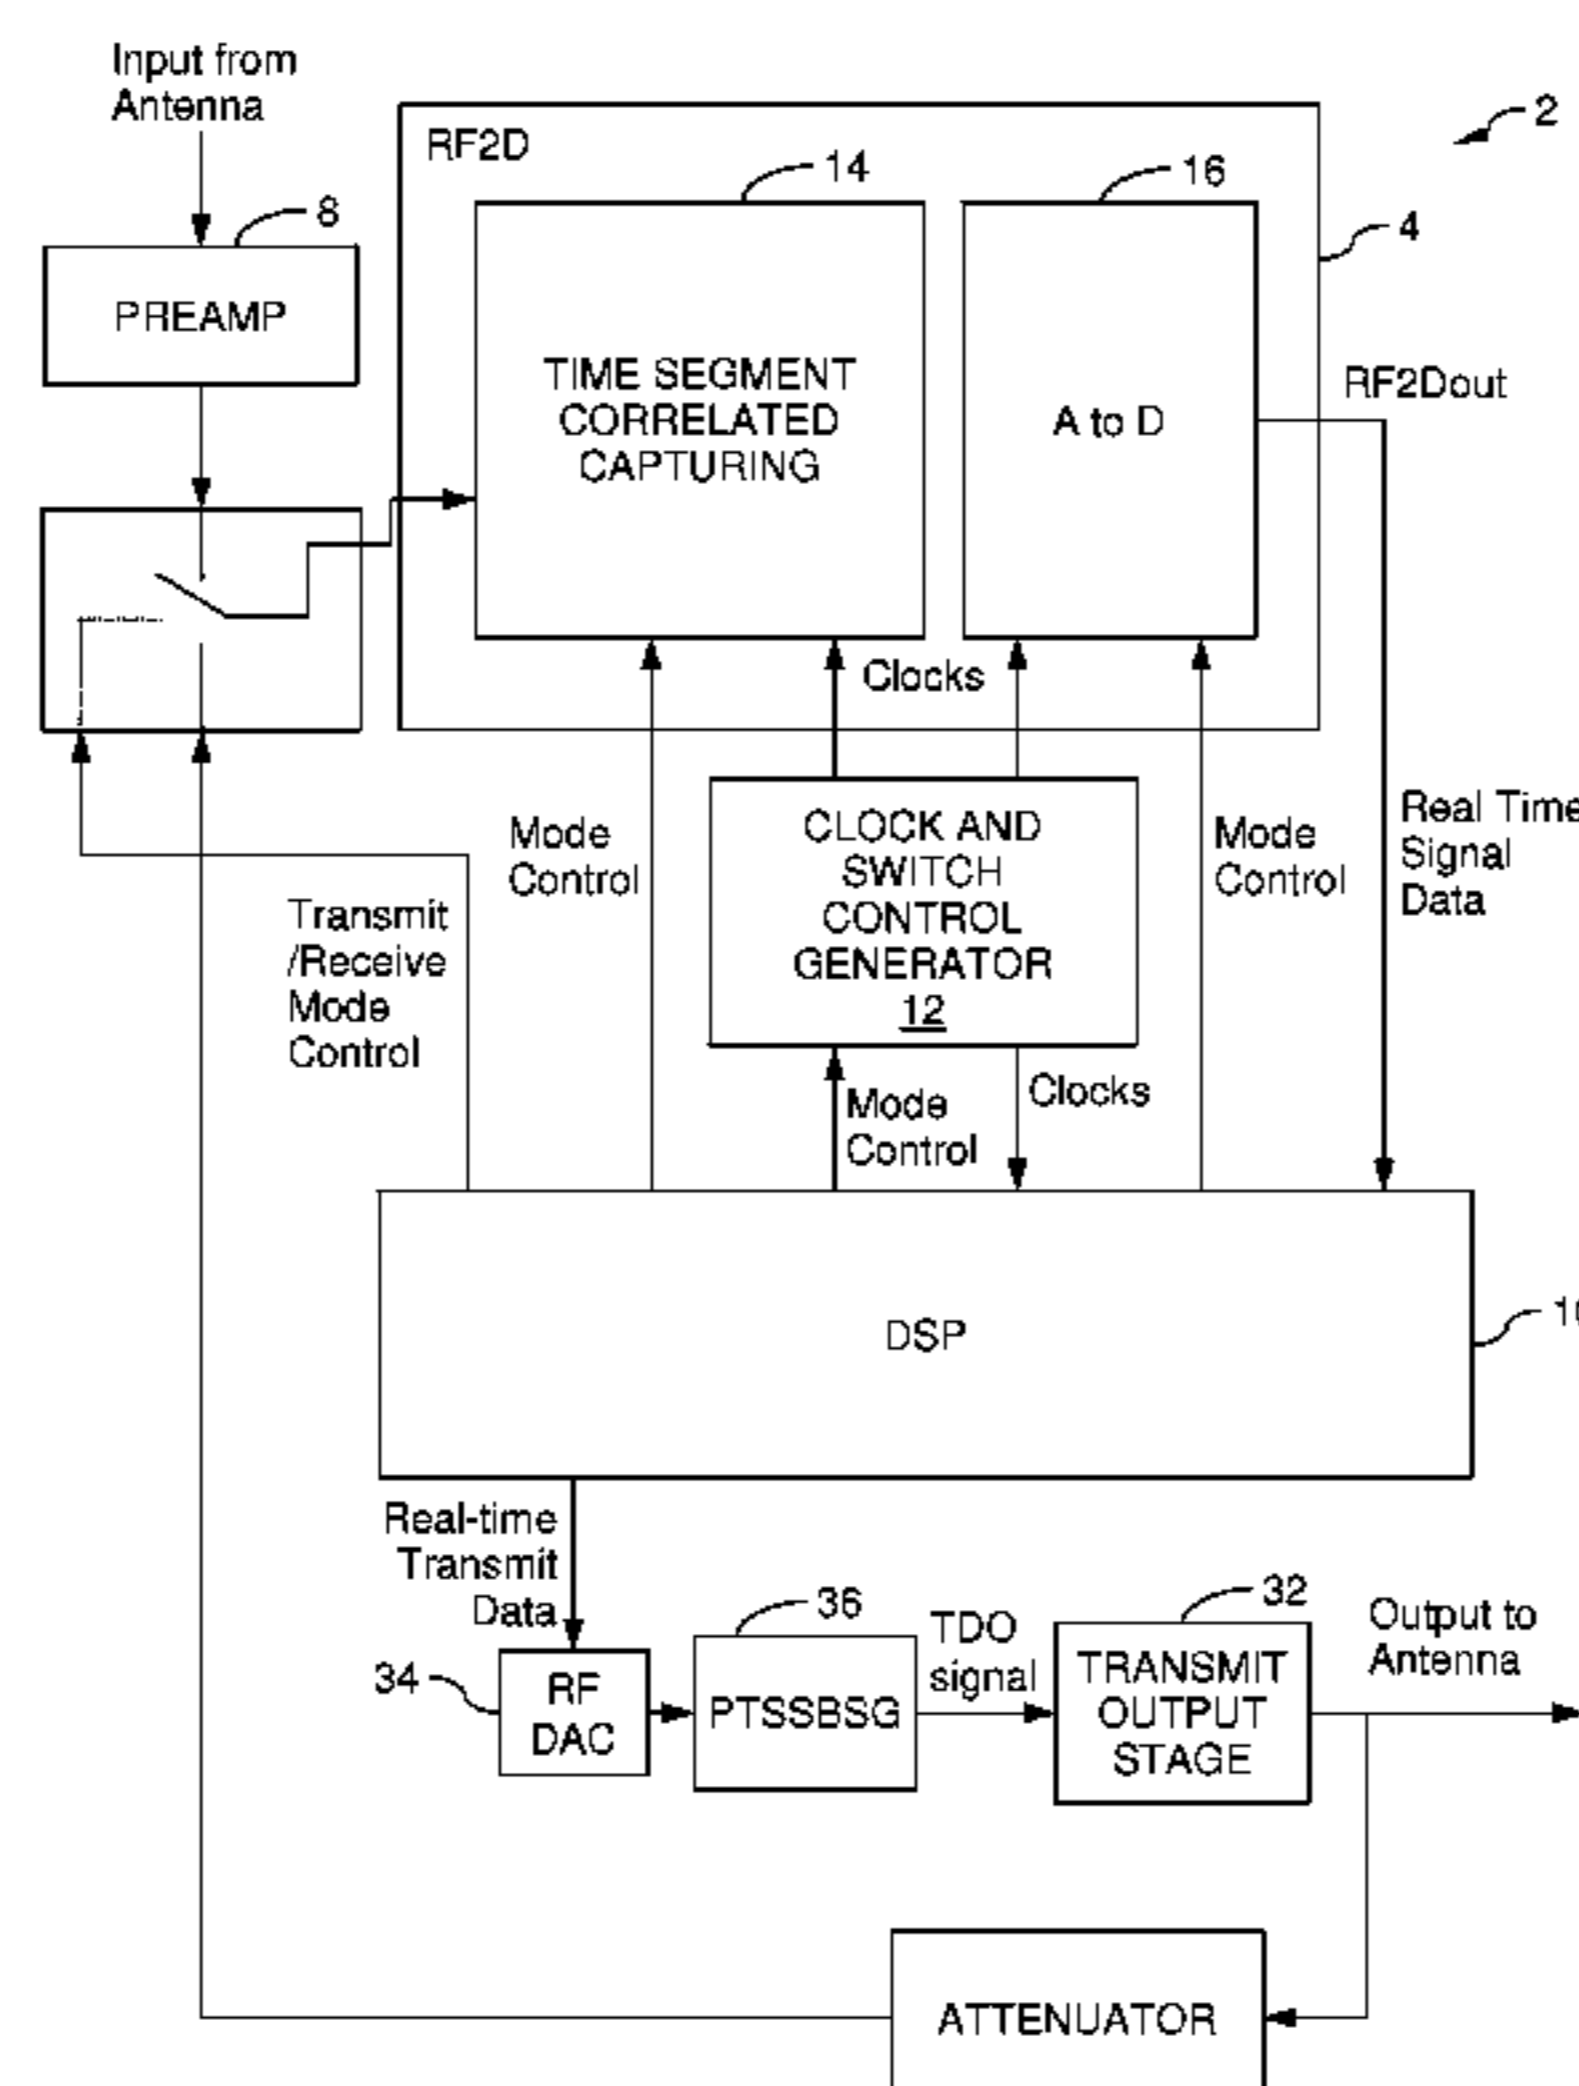 Input from
Antenna
2
RF2D
14
16
8
4
PREAMP
TIME SEGMENT
CORRELATED
CAPTURING
A to D
RF2Dout
Clocks
Mode
Control
CLOCK AND
SWITCH
CONTROL
GENERATOR
12
Mode
Control
Real Time
Signal
Data
Transmit
/Receive
Mode
Control
Mode
Control
Clocks
DSP
Real-time
Transmit
Data
36
32
TDO
signal
Output to
Antenna
34
RF
DAC
PTSSBSG
TRANSMIT
OUTPUT
STAGE
ATTENUATOR